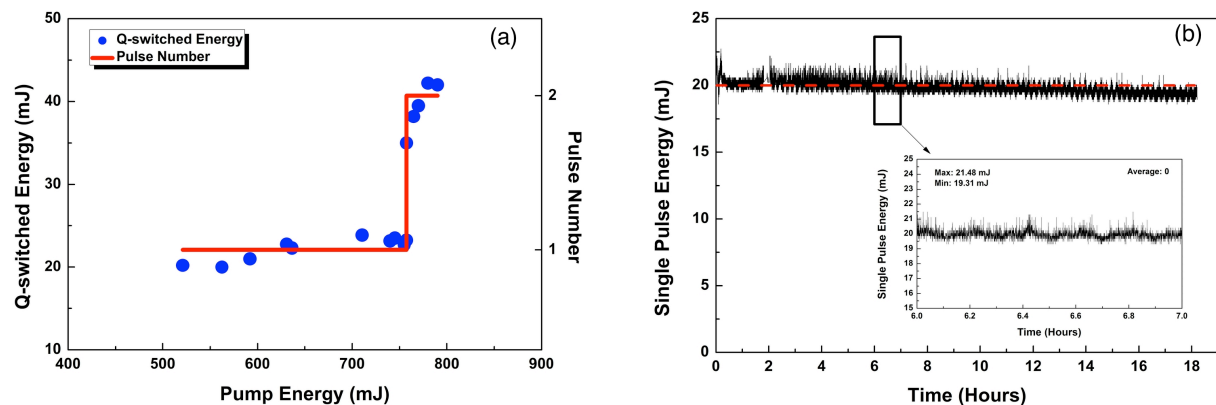 (a)
Q-switched Energy
Pulse Number
50
40
30
20
10
Q-switched Energy (mJ)
2
1
Pulse Number
400 500 600 700 800 900
Pump Energy (mJ)
(b)
25
20
15
10
5
0
Single Pulse Energy (mJ)
0 2 4 6 8 10 12 14 16 18
Time (Hours)
Max: 21.48 mJ
Min: 19.31 mJ
Average: 0
25
24
23
22
21
20
19
18
17
16
15
Single Pulse Energy (mJ)
6.0 6.2 6.4 6.6 6.8 7.0
Time (Hours)